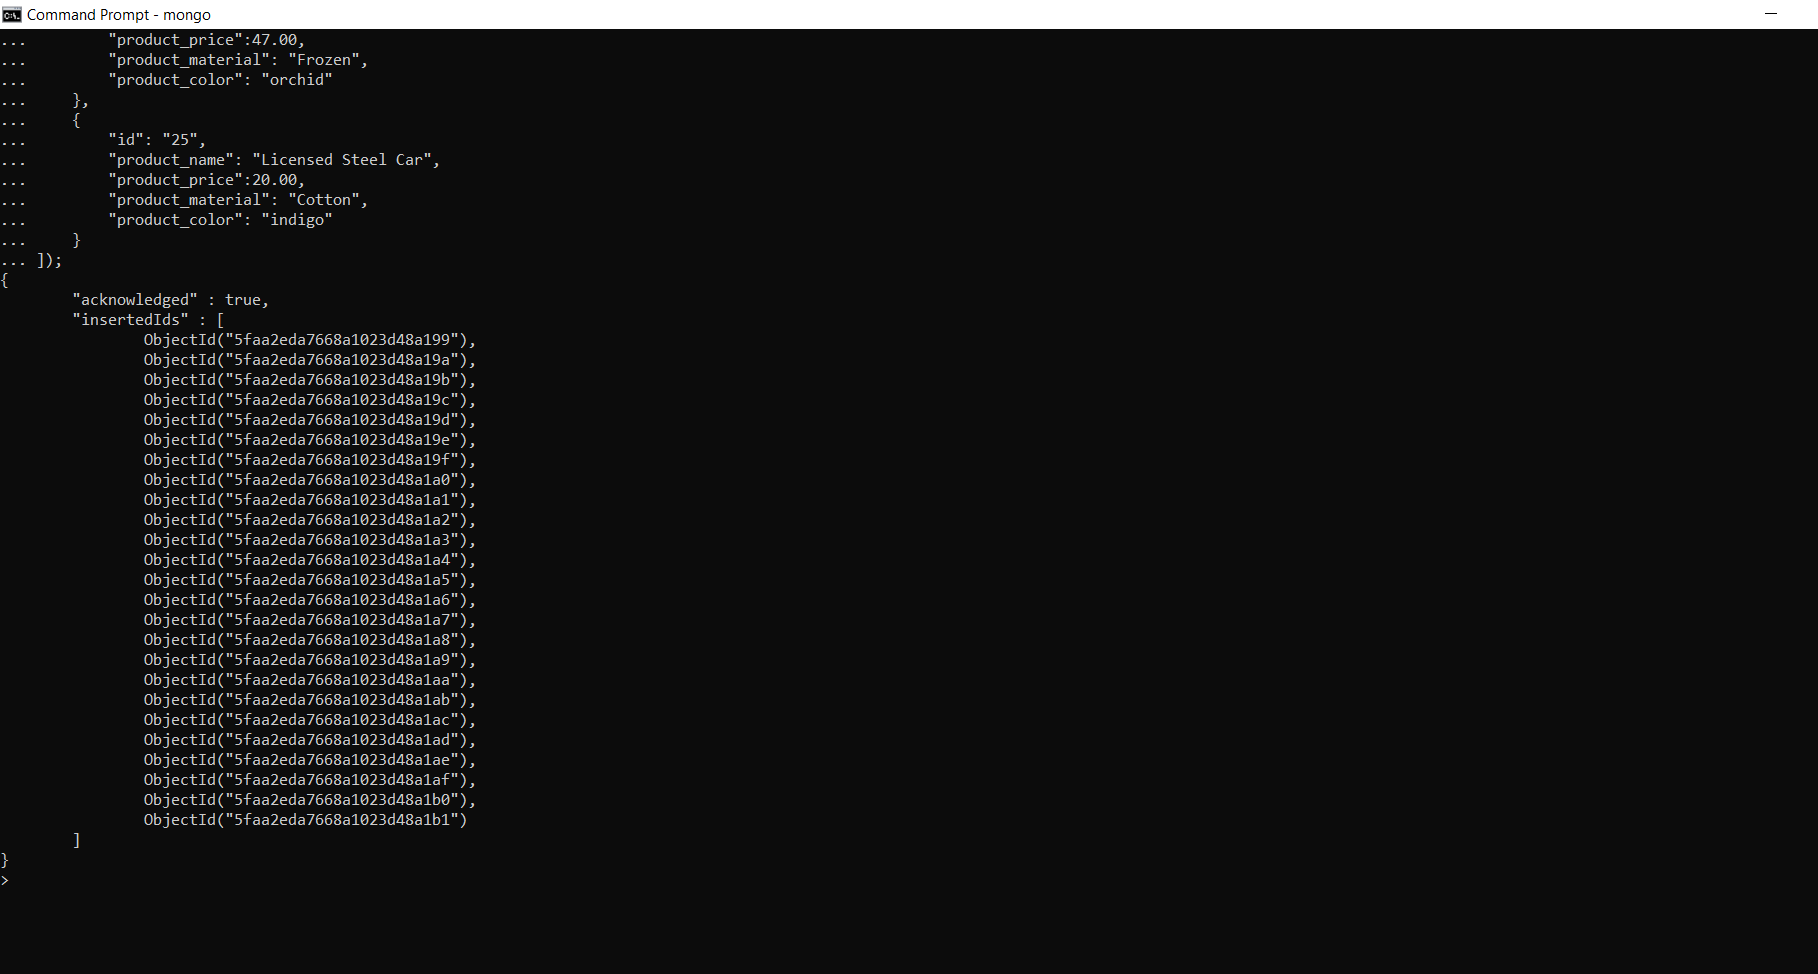 Command Prompt - mongo
...         "product_price":47.00,
...         "product_material": "Frozen",
...         "product_color": "orchid"
...     },
...     {
...         "id": "25",
...         "product_name": "Licensed Steel Car",
...         "product_price":20.00,
...         "product_material": "Cotton",
...         "product_color": "indigo"
...     }
... ]);
{
        "acknowledged" : true,
        "insertedIds" : [
                ObjectId("5faa2eda7668a1023d48a199"),
                ObjectId("5faa2eda7668a1023d48a19a"),
                ObjectId("5faa2eda7668a1023d48a19b"),
                ObjectId("5faa2eda7668a1023d48a19c"),
                ObjectId("5faa2eda7668a1023d48a19d"),
                ObjectId("5faa2eda7668a1023d48a19e"),
                ObjectId("5faa2eda7668a1023d48a19f"),
                ObjectId("5faa2eda7668a1023d48a1a0"),
                ObjectId("5faa2eda7668a1023d48a1a1"),
                ObjectId("5faa2eda7668a1023d48a1a2"),
                ObjectId("5faa2eda7668a1023d48a1a3"),
                ObjectId("5faa2eda7668a1023d48a1a4"),
                ObjectId("5faa2eda7668a1023d48a1a5"),
                ObjectId("5faa2eda7668a1023d48a1a6"),
                ObjectId("5faa2eda7668a1023d48a1a7"),
                ObjectId("5faa2eda7668a1023d48a1a8"),
                ObjectId("5faa2eda7668a1023d48a1a9"),
                ObjectId("5faa2eda7668a1023d48a1aa"),
                ObjectId("5faa2eda7668a1023d48a1ab"),
                ObjectId("5faa2eda7668a1023d48a1ac"),
                ObjectId("5faa2eda7668a1023d48a1ad"),
                ObjectId("5faa2eda7668a1023d48a1ae"),
                ObjectId("5faa2eda7668a1023d48a1af"),
                ObjectId("5faa2eda7668a1023d48a1b0"),
                ObjectId("5faa2eda7668a1023d48a1b1")
        ]
}
>